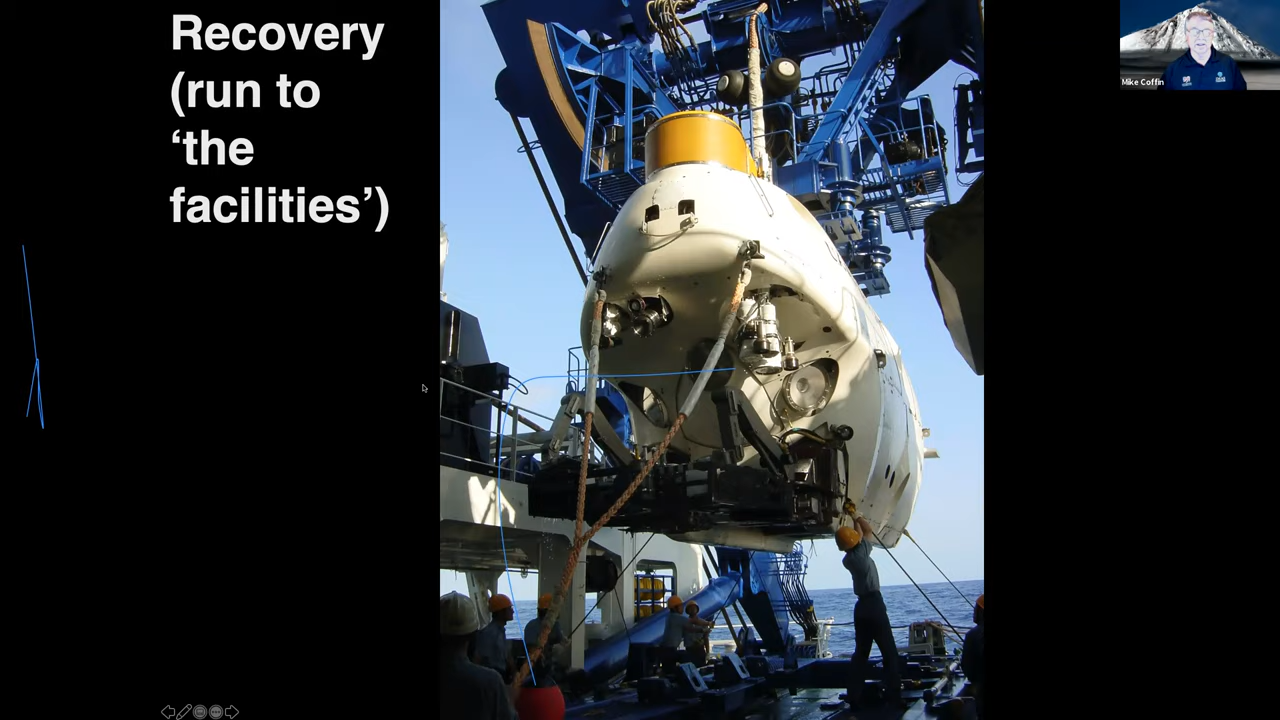 Recovery
(run to
‘the
facilities’)
Mike Coffin